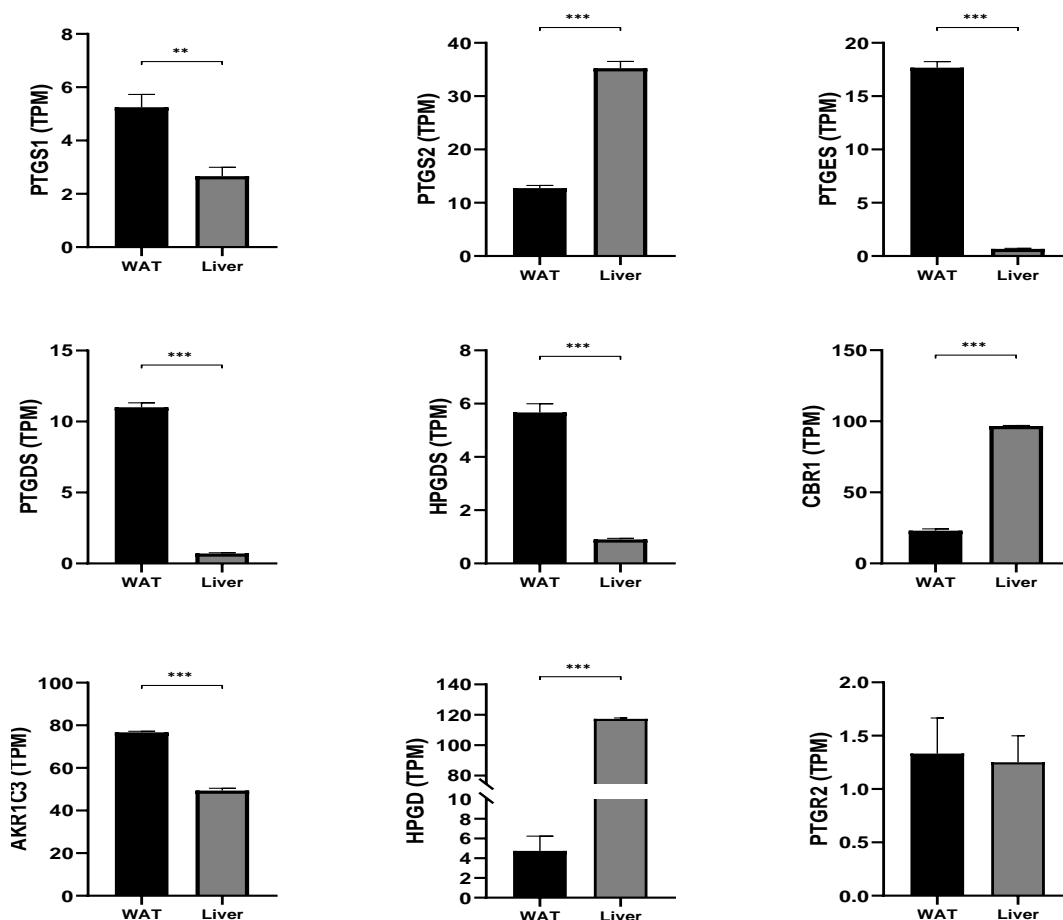 PTGS1 (TPM)
8
6
4
2
0
**
WAT
Liver
PTGS2 (TPM)
40
30
20
10
0
***
WAT
Liver
PTGES (TPM)
20
15
10
5
0
***
WAT
Liver
PTGDS (TPM)
15
10
5
0
***
WAT
Liver
HPGDS (TPM)
8
6
4
2
0
***
WAT
Liver
CBR1 (TPM)
150
100
50
0
***
WAT
Liver
AKR1C3 (TPM)
100
80
60
40
20
0
***
WAT
Liver
HPGD (TPM)
140
120
100
80
10
8
6
4
2
0
***
WAT
Liver
PTGR2 (TPM)
2.0
1.5
1.0
0.5
0.0
WAT
Liver